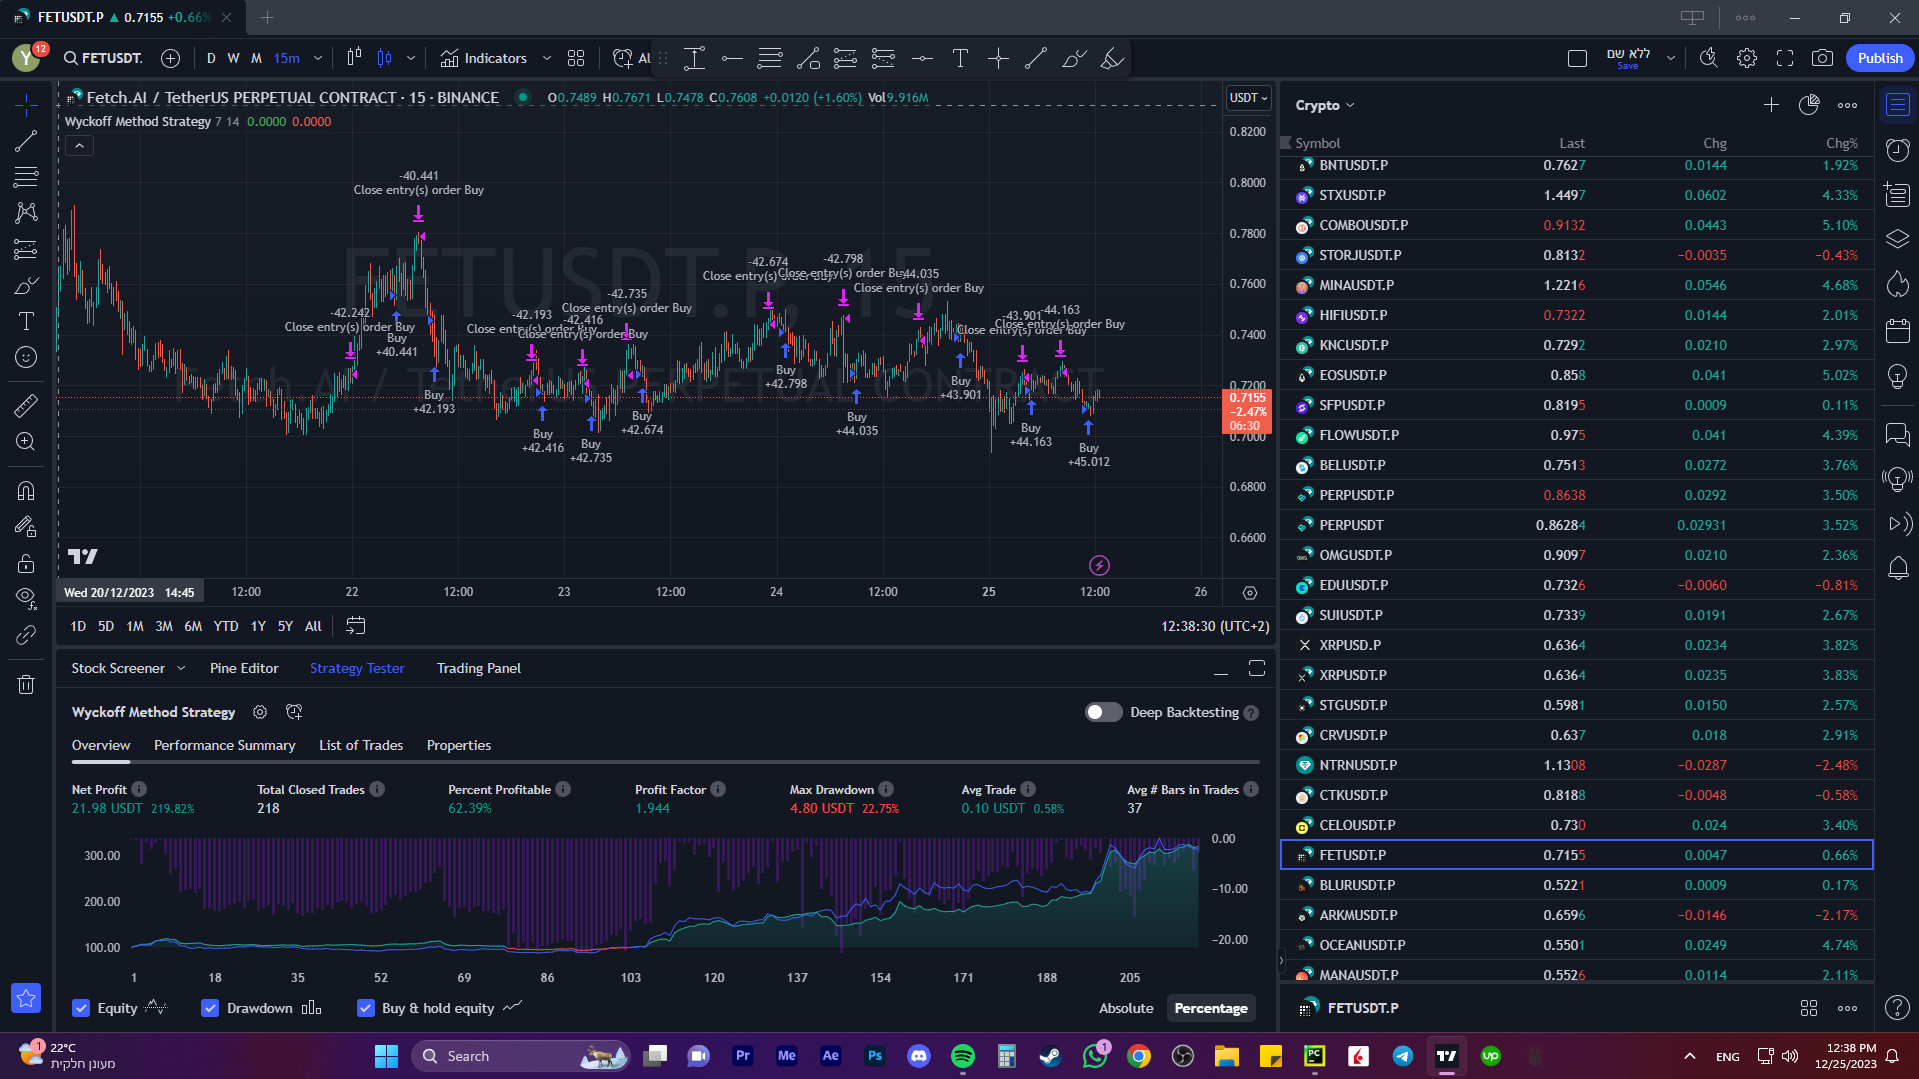 FETUSDT.P ▲ 0.7155 +0.66%
Y 12
FETUSDT.
D W M 15m
Indicators
Al
ללא שם
Save
Publish
Fetch.AI / TetherUS PERPETUAL CONTRACT · 15 · BINANCE
O0.7489 H0.7671 L0.7478 C0.7608 +0.0120 (+1.60%) Vol9.916M
Wyckoff Method Strategy 7 14 0.0000 0.0000
USDT
FETUSDT.P, 15
Fetch.AI / TetherUS PERPETUAL CONTRACT
-40.441
Close entry(s) order Buy
-42.242
Close entry(s) order Buy
Buy
+40.441
Buy
+42.193
-42.193
Close entry(s) order Buy
-42.416
Close entry(s) order Buy
-42.735
Close entry(s) order Buy
Buy
+42.416
Buy
+42.735
Buy
+42.674
-42.674
Close entry(s) order Buy
-42.798
Close entry(s) order Buy
-44.035
Close entry(s) order Buy
Buy
+42.798
Buy
+44.035
Buy
+43.901
-43.901
Close entry(s) order Buy
-44.163
Close entry(s) order Buy
Buy
+44.163
Buy
+45.012
0.8200
0.8000
0.7800
0.7600
0.7400
0.7200
0.7155
−2.47%
06:30
0.7000
0.6800
0.6600
Wed 20/12/2023 14:45 12:00 22 12:00 23 12:00 24 12:00 25 12:00 26
1D 5D 1M 3M 6M YTD 1Y 5Y All
12:38:30 (UTC+2)
Stock Screener Pine Editor Strategy Tester Trading Panel
Wyckoff Method Strategy
Deep Backtesting
Overview Performance Summary List of Trades Properties
Net Profit Total Closed Trades Percent Profitable Profit Factor Max Drawdown Avg Trade Avg # Bars in Trades
21.98 USDT 219.82% 218 62.39% 1.944 4.80 USDT 22.75% 0.10 USDT 0.58% 37
300.00
200.00
100.00
0.00
−10.00
−20.00
1 18 35 52 69 86 103 120 137 154 171 188 205
Equity Drawdown Buy & hold equity
Absolute Percentage
Crypto
Symbol Last Chg Chg%
BNTUSDT.P 0.7627 0.0144 1.92%
STXUSDT.P 1.4497 0.0602 4.33%
COMBOUSDT.P 0.9132 0.0443 5.10%
STORJUSDT.P 0.8132 −0.0035 −0.43%
MINAUSDT.P 1.2216 0.0546 4.68%
HIFIUSDT.P 0.7322 0.0144 2.01%
KNCUSDT.P 0.7292 0.0210 2.97%
EOSUSDT.P 0.858 0.041 5.02%
SFPUSDT.P 0.8195 0.0009 0.11%
FLOWUSDT.P 0.975 0.041 4.39%
BELUSDT.P 0.7513 0.0272 3.76%
PERPUSDT.P 0.8638 0.0292 3.50%
PERPUSDT 0.86284 0.02931 3.52%
OMGUSDT.P 0.9097 0.0210 2.36%
EDUUSDT.P 0.7326 −0.0060 −0.81%
SUIUSDT.P 0.7339 0.0191 2.67%
XRPUSD.P 0.6364 0.0234 3.82%
XRPUSDT.P 0.6364 0.0235 3.83%
STGUSDT.P 0.5981 0.0150 2.57%
CRVUSDT.P 0.637 0.018 2.91%
NTRNUSDT.P 1.1308 −0.0287 −2.48%
CTKUSDT.P 0.8188 −0.0048 −0.58%
CELOUSDT.P 0.730 0.024 3.40%
FETUSDT.P 0.7155 0.0047 0.66%
BLURUSDT.P 0.5221 0.0009 0.17%
ARKMUSDT.P 0.6596 −0.0146 −2.17%
OCEANUSDT.P 0.5501 0.0249 4.74%
MANAUSDT.P 0.5526 0.0114 2.11%
FETUSDT.P
1
22°C
מעונן חלקית
Search
Pr Me Ae Ps
1
PC
up
ENG
12:38 PM
12/25/2023